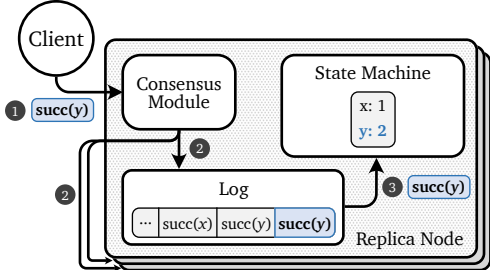 Client
State Machine
Consensus
Module
x: 1
y: 2
1 succ(y)
2
2
Log
3 succ(y)
··· succ(x) succ(y) succ(y)
Replica Node